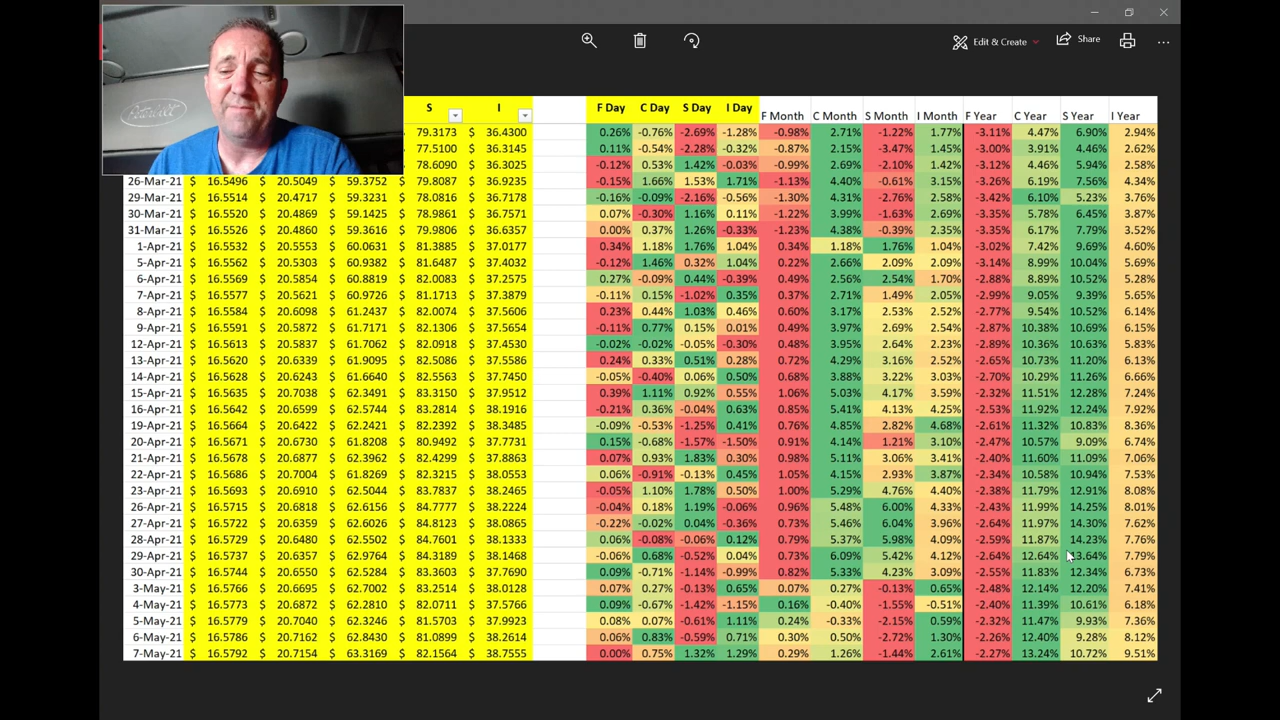 Edit & Create Share
Peterbilt
S I F Day C Day S Day I Day F Month C Month S Month I Month F Year C Year S Year I Year
79.3173 36.4300 0.26% -0.76% -2.69% -1.28% -0.98% 2.71% -1.22% 1.77% -3.11% 4.47% 6.90% 2.94%
77.5100 36.3145 0.11% -0.54% -2.28% -0.32% -0.87% 2.15% -3.47% 1.45% -3.00% 3.91% 4.46% 2.62%
78.6090 36.3025 -0.12% 0.53% 1.42% -0.03% -0.99% 2.69% -2.10% 1.42% -3.12% 4.46% 5.94% 2.58%
26-Mar-21 $ 16.5496 $ 20.5049 $ 59.3752 $ 79.8087 $ 36.9235 -0.15% 1.66% 1.53% 1.71% -1.13% 4.40% -0.61% 3.15% -3.26% 6.19% 7.56% 4.34%
29-Mar-21 $ 16.5514 $ 20.4717 $ 59.3231 $ 78.0816 $ 36.7178 -0.16% -0.09% -2.16% -0.56% -1.30% 4.31% -2.76% 2.58% -3.42% 6.10% 5.23% 3.76%
30-Mar-21 $ 16.5520 $ 20.4869 $ 59.1425 $ 78.9861 $ 36.7571 0.07% -0.30% 1.16% 0.11% -1.22% 3.99% -1.63% 2.69% -3.35% 5.78% 6.45% 3.87%
31-Mar-21 $ 16.5526 $ 20.4860 $ 59.3616 $ 79.9806 $ 36.6357 0.00% 0.37% 1.26% -0.33% -1.23% 4.38% -0.39% 2.35% -3.35% 6.17% 7.79% 3.52%
1-Apr-21 $ 16.5532 $ 20.5553 $ 60.0631 $ 81.3885 $ 37.0177 0.34% 1.18% 1.76% 1.04% 0.34% 1.18% 1.76% 1.04% -3.02% 7.42% 9.69% 4.60%
5-Apr-21 $ 16.5562 $ 20.5303 $ 60.9382 $ 81.6487 $ 37.4032 -0.12% 1.46% 0.32% 1.04% 0.22% 2.66% 2.09% 2.09% -3.14% 8.99% 10.04% 5.69%
6-Apr-21 $ 16.5569 $ 20.5854 $ 60.8819 $ 82.0083 $ 37.2575 0.27% -0.09% 0.44% -0.39% 0.49% 2.56% 2.54% 1.70% -2.88% 8.89% 10.52% 5.28%
7-Apr-21 $ 16.5577 $ 20.5621 $ 60.9726 $ 81.1713 $ 37.3879 -0.11% 0.15% -1.02% 0.35% 0.37% 2.71% 1.49% 2.05% -2.99% 9.05% 9.39% 5.65%
8-Apr-21 $ 16.5584 $ 20.6098 $ 61.2437 $ 82.0074 $ 37.5606 0.23% 0.44% 1.03% 0.46% 0.60% 3.17% 2.53% 2.52% -2.77% 9.54% 10.52% 6.14%
9-Apr-21 $ 16.5591 $ 20.5872 $ 61.7171 $ 82.1306 $ 37.5654 -0.11% 0.77% 0.15% 0.01% 0.49% 3.97% 2.69% 2.54% -2.87% 10.38% 10.69% 6.15%
12-Apr-21 $ 16.5613 $ 20.5837 $ 61.7062 $ 82.0918 $ 37.4530 -0.02% -0.02% -0.05% -0.30% 0.48% 3.95% 2.64% 2.23% -2.89% 10.36% 10.63% 5.83%
13-Apr-21 $ 16.5620 $ 20.6339 $ 61.9095 $ 82.5086 $ 37.5586 0.24% 0.33% 0.51% 0.28% 0.72% 4.29% 3.16% 2.52% -2.65% 10.73% 11.20% 6.13%
14-Apr-21 $ 16.5628 $ 20.6243 $ 61.6640 $ 82.5563 $ 37.7450 -0.05% -0.40% 0.06% 0.50% 0.68% 3.88% 3.22% 3.03% -2.70% 10.29% 11.26% 6.66%
15-Apr-21 $ 16.5635 $ 20.7038 $ 62.3491 $ 83.3150 $ 37.9512 0.39% 1.11% 0.92% 0.55% 1.06% 5.03% 4.17% 3.59% -2.32% 11.51% 12.28% 7.24%
16-Apr-21 $ 16.5642 $ 20.6599 $ 62.5744 $ 83.2814 $ 38.1916 -0.21% 0.36% -0.04% 0.63% 0.85% 5.41% 4.13% 4.25% -2.53% 11.92% 12.24% 7.92%
19-Apr-21 $ 16.5664 $ 20.6422 $ 62.2421 $ 82.2392 $ 38.3485 -0.09% -0.53% -1.25% 0.41% 0.76% 4.85% 2.82% 4.68% -2.61% 11.32% 10.83% 8.36%
20-Apr-21 $ 16.5671 $ 20.6730 $ 61.8208 $ 80.9492 $ 37.7731 0.15% -0.68% -1.57% -1.50% 0.91% 4.14% 1.21% 3.10% -2.47% 10.57% 9.09% 6.74%
21-Apr-21 $ 16.5678 $ 20.6877 $ 62.3962 $ 82.4299 $ 37.8863 0.07% 0.93% 1.83% 0.30% 0.98% 5.11% 3.06% 3.41% -2.40% 11.60% 11.09% 7.06%
22-Apr-21 $ 16.5686 $ 20.7004 $ 61.8269 $ 82.3215 $ 38.0553 0.06% -0.91% -0.13% 0.45% 1.05% 4.15% 2.93% 3.87% -2.34% 10.58% 10.94% 7.53%
23-Apr-21 $ 16.5693 $ 20.6910 $ 62.5044 $ 83.7837 $ 38.2465 -0.05% 1.10% 1.78% 0.50% 1.00% 5.29% 4.76% 4.40% -2.38% 11.79% 12.91% 8.08%
26-Apr-21 $ 16.5715 $ 20.6818 $ 62.6156 $ 84.7777 $ 38.2224 -0.04% 0.18% 1.19% -0.06% 0.96% 5.48% 6.00% 4.33% -2.43% 11.99% 14.25% 8.01%
27-Apr-21 $ 16.5722 $ 20.6359 $ 62.6026 $ 84.8123 $ 38.0865 -0.22% -0.02% 0.04% -0.36% 0.73% 5.46% 6.04% 3.96% -2.64% 11.97% 14.30% 7.62%
28-Apr-21 $ 16.5729 $ 20.6480 $ 62.5502 $ 84.7601 $ 38.1333 0.06% -0.08% -0.06% 0.12% 0.79% 5.37% 5.98% 4.09% -2.59% 11.87% 14.23% 7.76%
29-Apr-21 $ 16.5737 $ 20.6357 $ 62.9764 $ 84.3189 $ 38.1468 -0.06% 0.68% -0.52% 0.04% 0.73% 6.09% 5.42% 4.12% -2.64% 12.64% 13.64% 7.79%
30-Apr-21 $ 16.5744 $ 20.6550 $ 62.5284 $ 83.3603 $ 37.7690 0.09% -0.71% -1.14% -0.99% 0.82% 5.33% 4.23% 3.09% -2.55% 11.83% 12.34% 6.73%
3-May-21 $ 16.5766 $ 20.6695 $ 62.7002 $ 83.2514 $ 38.0128 0.07% 0.27% -0.13% 0.65% 0.07% 0.27% -0.13% 0.65% -2.48% 12.14% 12.20% 7.41%
4-May-21 $ 16.5773 $ 20.6872 $ 62.2810 $ 82.0711 $ 37.5766 0.09% -0.67% -1.42% -1.15% 0.16% -0.40% -1.55% -0.51% -2.40% 11.39% 10.61% 6.18%
5-May-21 $ 16.5779 $ 20.7040 $ 62.3246 $ 81.5703 $ 37.9923 0.08% 0.07% -0.61% 1.11% 0.24% -0.33% -2.15% 0.59% -2.32% 11.47% 9.93% 7.36%
6-May-21 $ 16.5786 $ 20.7162 $ 62.8430 $ 81.0899 $ 38.2614 0.06% 0.83% -0.59% 0.71% 0.30% 0.50% -2.72% 1.30% -2.26% 12.40% 9.28% 8.12%
7-May-21 $ 16.5792 $ 20.7154 $ 63.3169 $ 82.1564 $ 38.7555 0.00% 0.75% 1.32% 1.29% 0.29% 1.26% -1.44% 2.61% -2.27% 13.24% 10.72% 9.51%